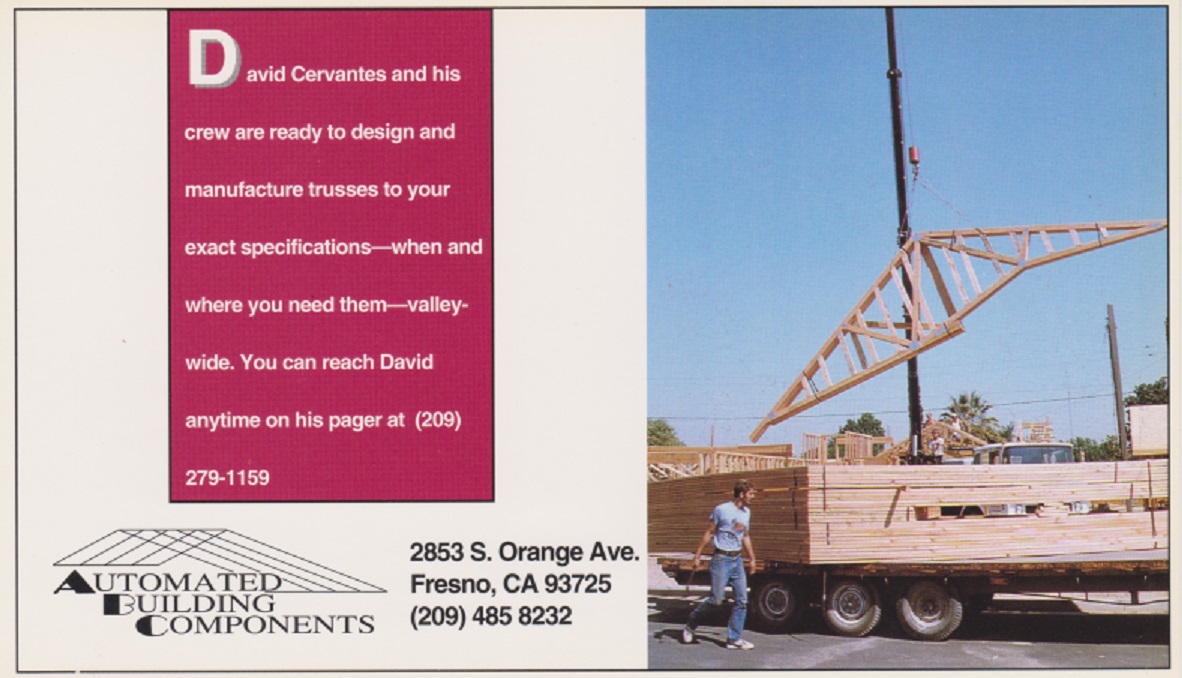 David Cervantes and his
crew are ready to design and
manufacture trusses to your
exact specifications—when and
where you need them—valley-
wide. You can reach David
anytime on his pager at (209)
279-1159
AUTOMATED
BUILDING
COMPONENTS
2853 S. Orange Ave.
Fresno, CA 93725
(209) 485 8232